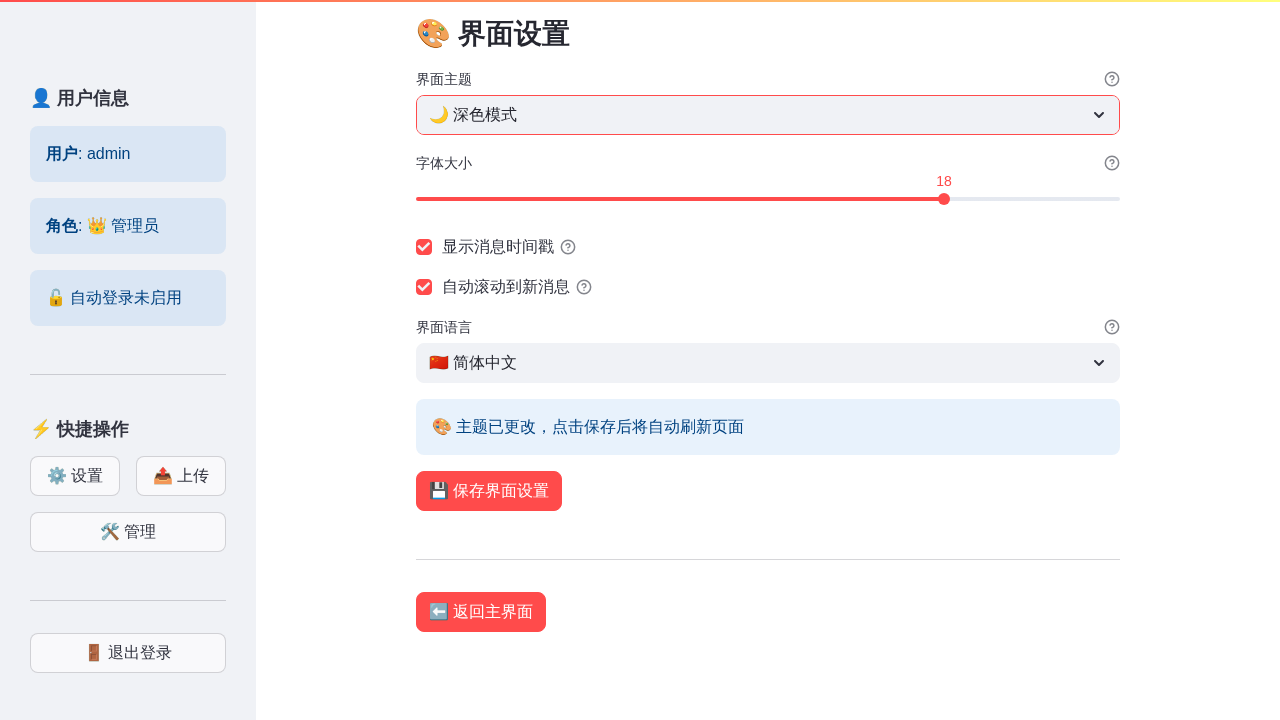 👤 用户信息
用户: admin
角色: 👑 管理员
🔓 自动登录未启用
⚡ 快捷操作
⚙️ 设置
📤 上传
🛠️ 管理
🚪 退出登录
🎨 界面设置
界面主题
🌙 深色模式
字体大小
18
显示消息时间戳
自动滚动到新消息
界面语言
🇨🇳 简体中文
🎨 主题已更改，点击保存后将自动刷新页面
💾 保存界面设置
⬅️ 返回主界面